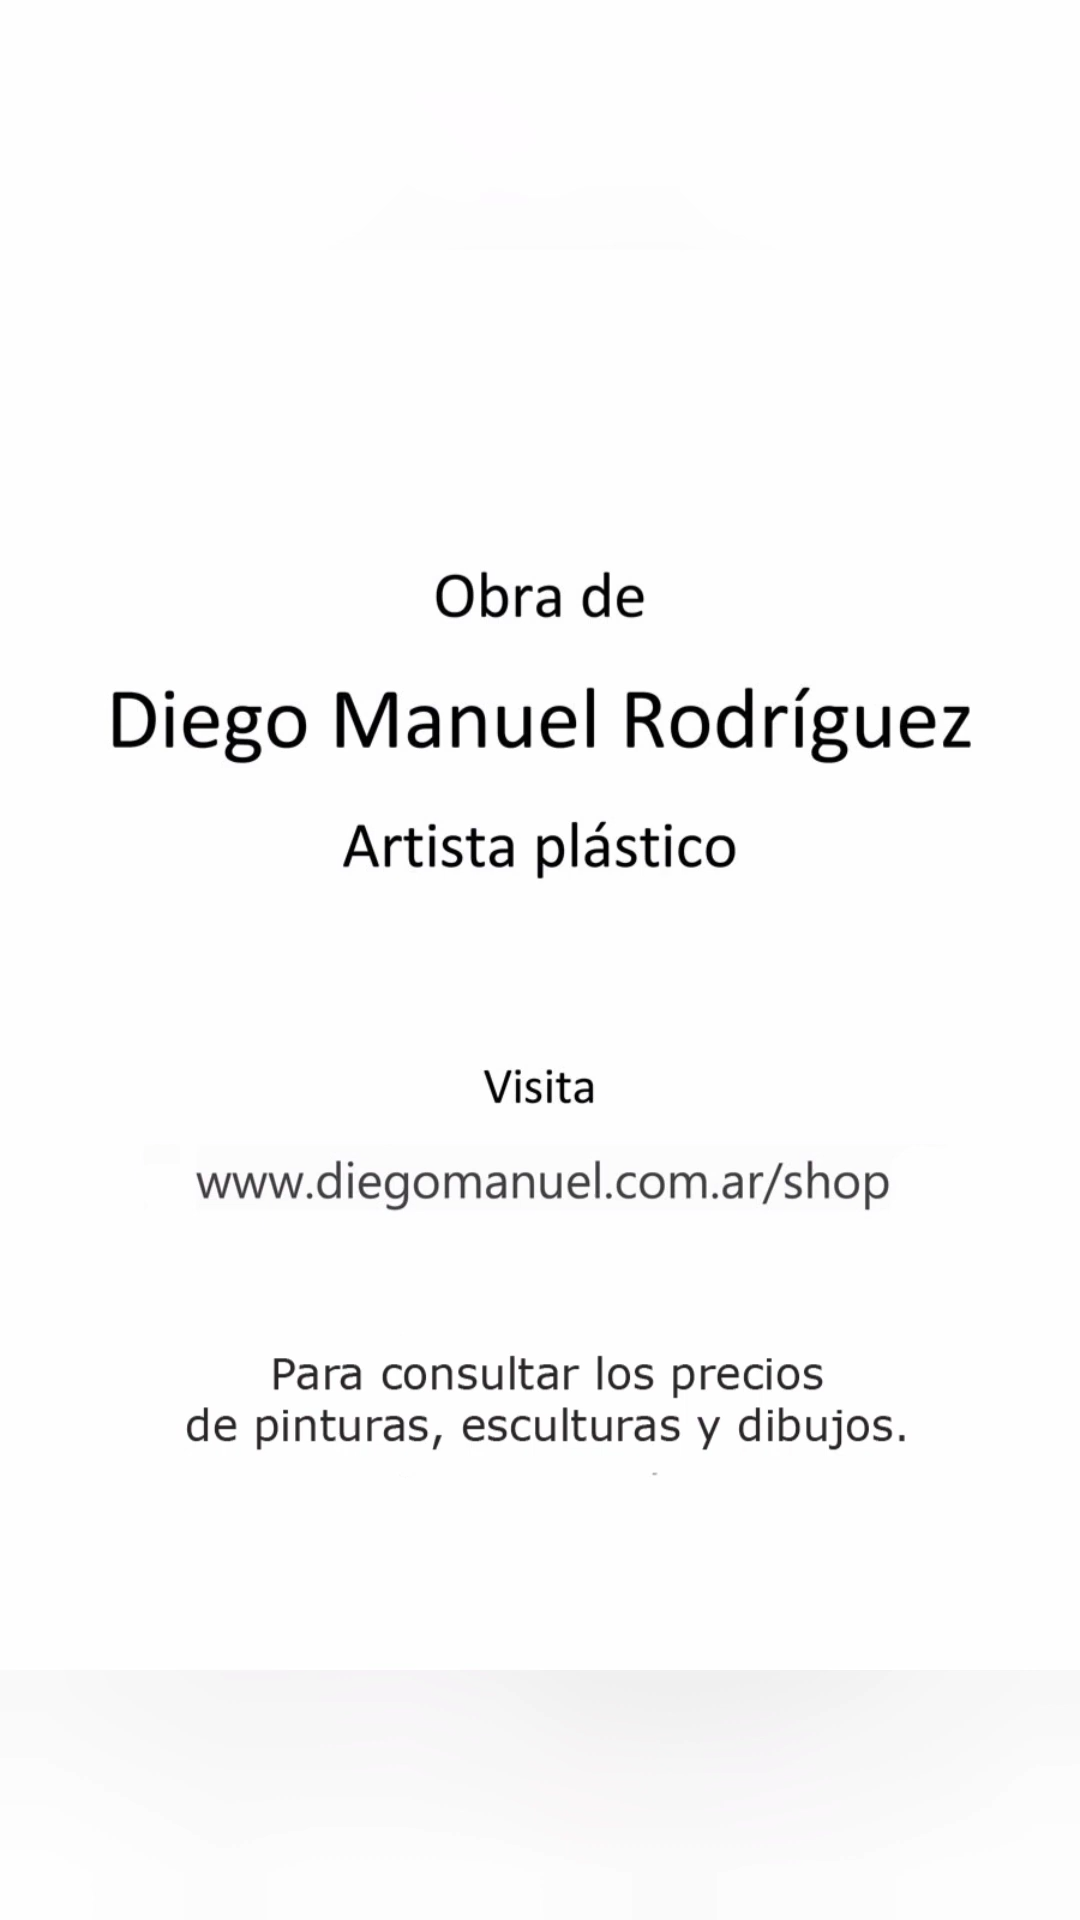 Obra de
Diego Manuel Rodríguez
Artista plástico
Visita
www.diegomanuel.com.ar/shop
Para consultar los precios
de pinturas, esculturas y dibujos.